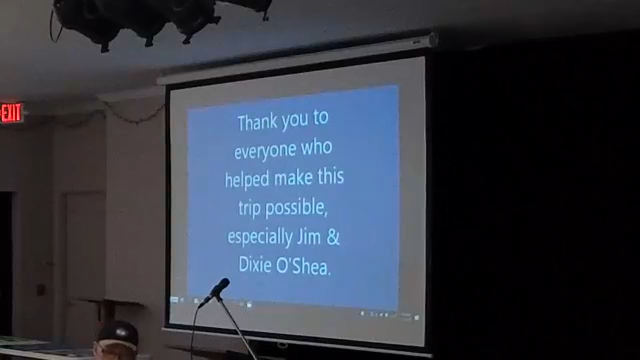 EXIT
Thank you to
everyone who
helped make this
trip possible,
especially Jim &
Dixie O'Shea.